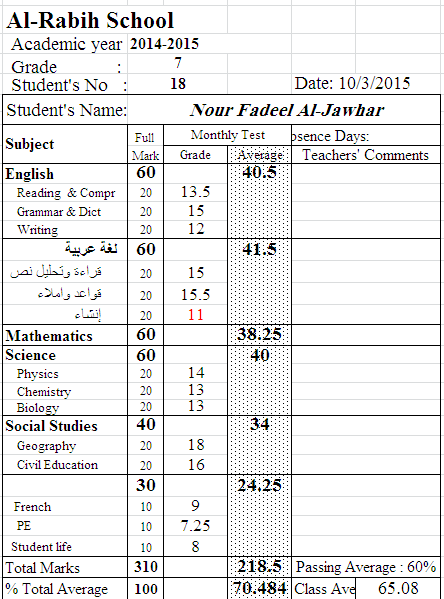 Al-Rabih School
Academic year 2014-2015
Grade : 7
Student's No : 18 Date: 10/3/2015
Student's Name: Nour Fadeel Al-Jawhar
Subject Full Mark Monthly Test bsence Days:
Grade Average Teachers' Comments
English 60 40.5
Reading & Compr 20 13.5
Grammar & Dict 20 15
Writing 20 12
لغة عربية 60 41.5
قراءة وتحليل نص 20 15
قواعد واملاء 20 15.5
إنشاء 20 11
Mathematics 60 38.25
Science 60 40
Physics 20 14
Chemistry 20 13
Biology 20 13
Social Studies 40 34
Geography 20 18
Civil Education 20 16
30 24.25
French 10 9
PE 10 7.25
Student life 10 8
Total Marks 310 218.5 Passing Average : 60%
% Total Average 100 70.484 Class Ave 65.08